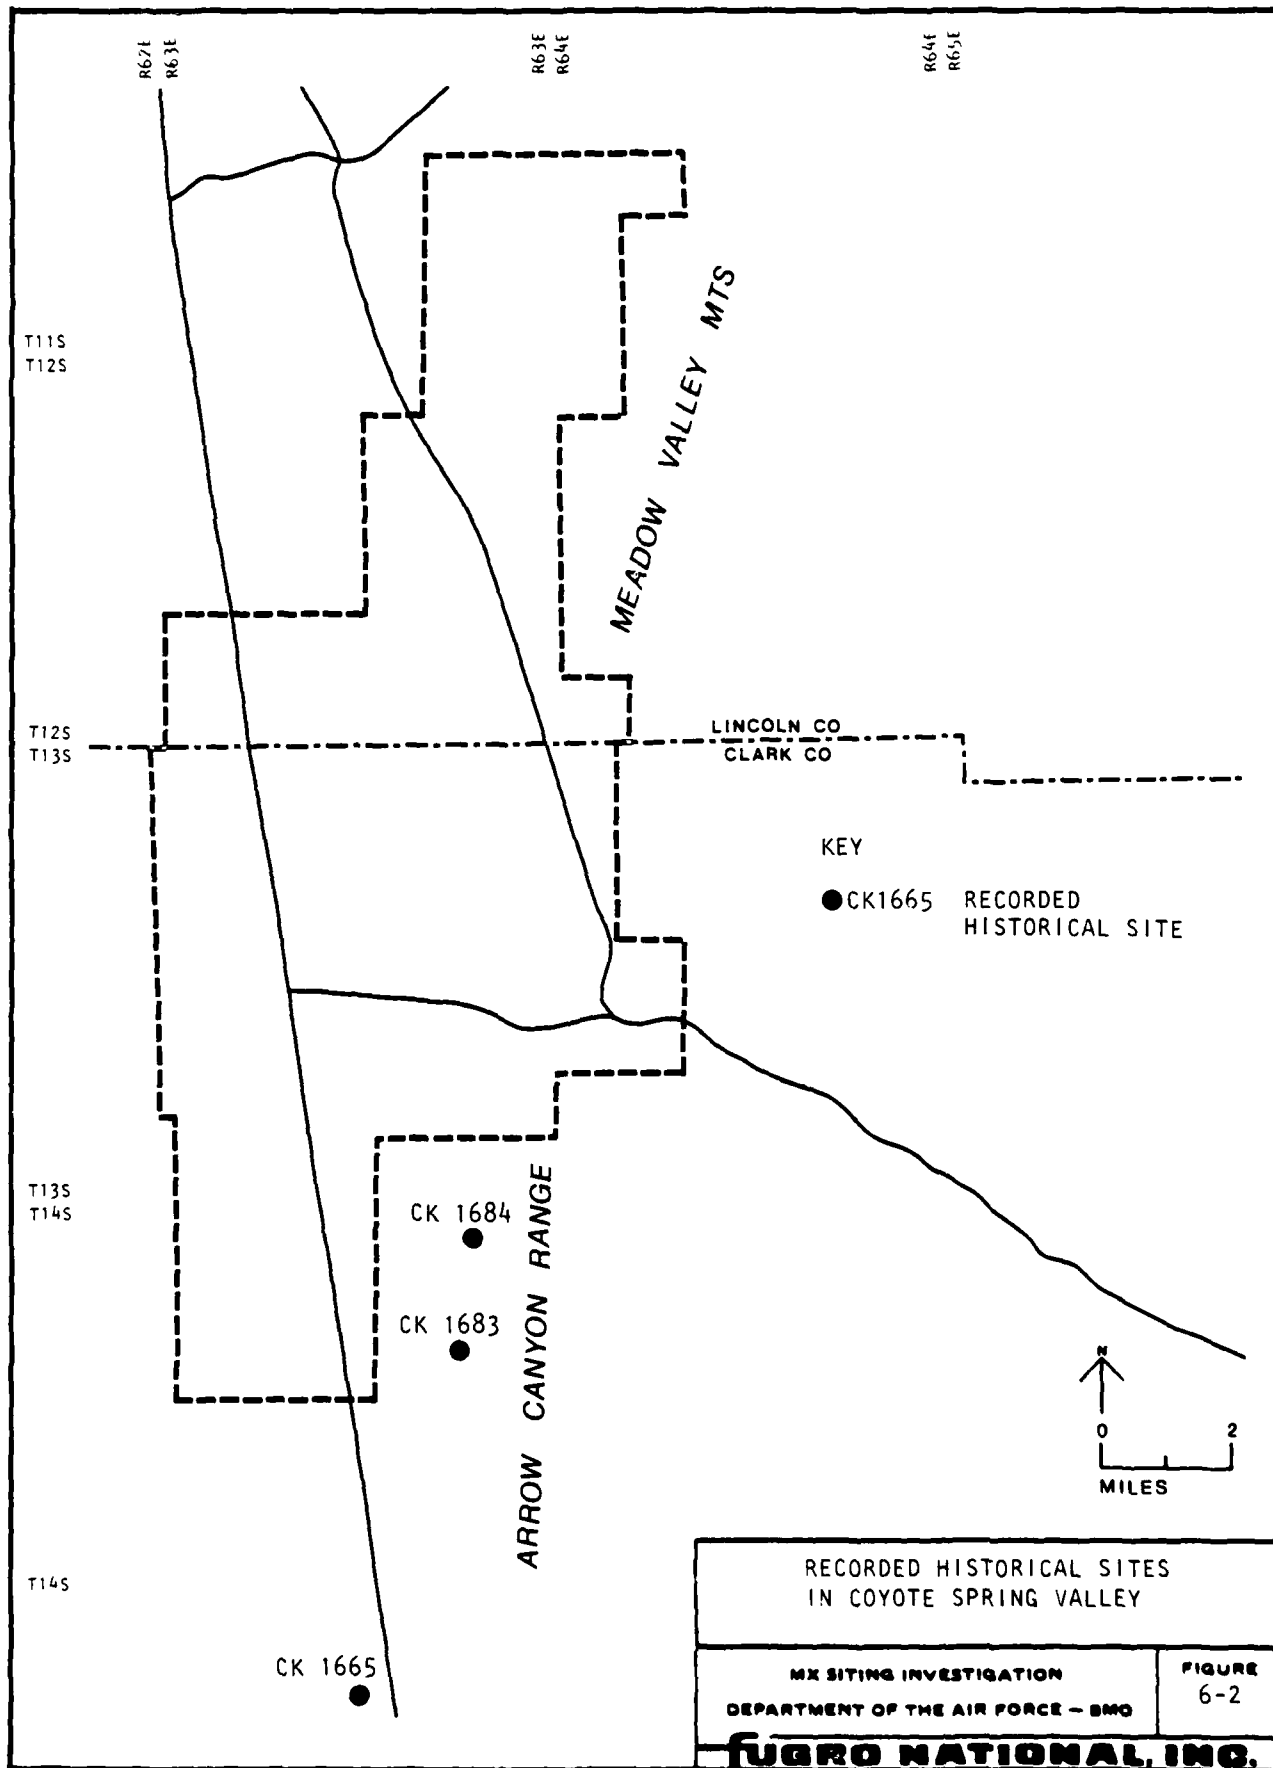 R62E
R63E
R63E
R64E
R64E
R65E
T11S
T12S
MEADOW VALLEY MTS
T12S
T13S
LINCOLN CO
CLARK CO
KEY
CK1665 RECORDED
HISTORICAL SITE
T13S
T14S
CK 1684
CK 1683
ARROW CANYON RANGE
N
0 2
MILES
T14S
CK 1665
RECORDED HISTORICAL SITES
IN COYOTE SPRING VALLEY
MX SITING INVESTIGATION
DEPARTMENT OF THE AIR FORCE — BMO
FIGURE
6-2
fUGRO NATIONAL, INC.